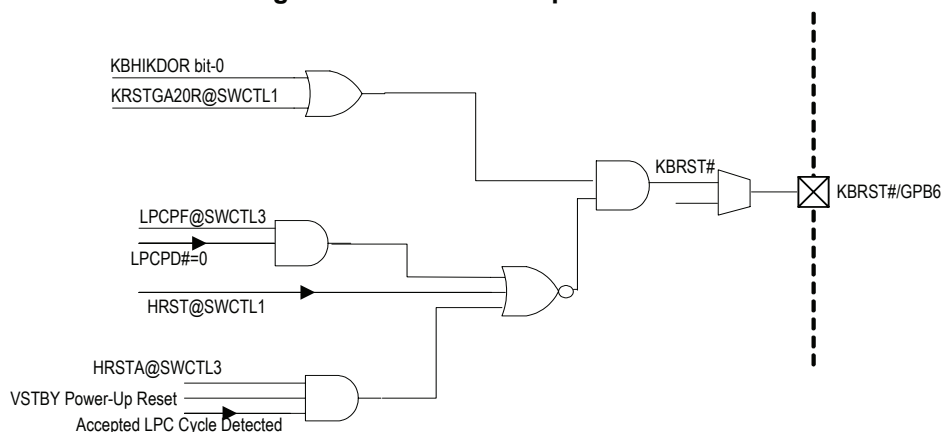 KBHIKDOR bit-0
KRSTGA20R@SWCTL1
KBRST#
KBRST#/GPB6
LPCPF@SWCTL3
LPCPD#=0
HRST@SWCTL1
HRSTA@SWCTL3
VSTBY Power-Up Reset
Accepted LPC Cycle Detected